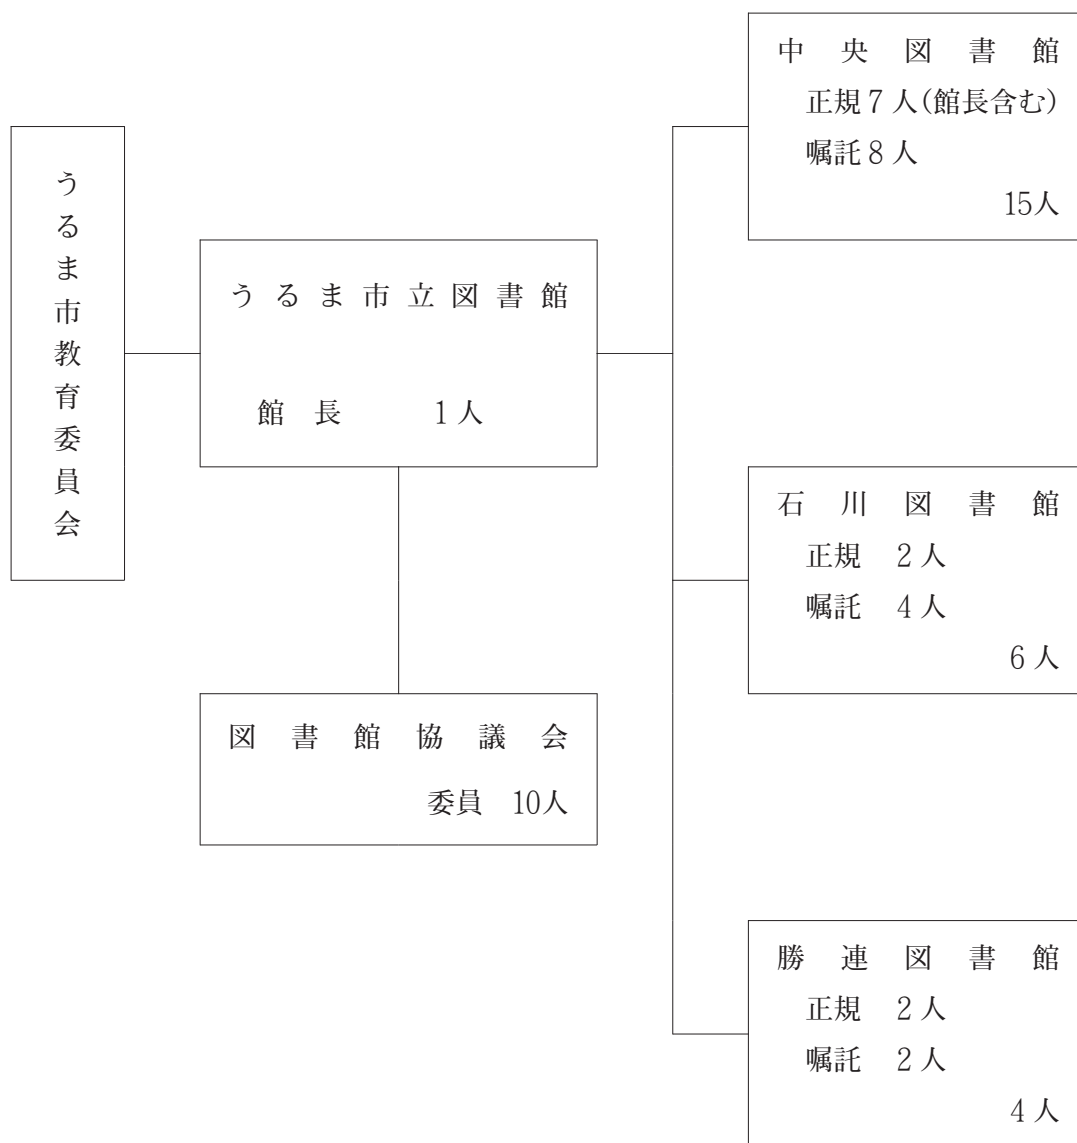 うるま市教育委員会
うるま市立図書館
館長 1人
図書館協議会
委員 10人
中央図書館
正規7人(館長含む)
嘱託8人
15人
石川図書館
正規 2人
嘱託 4人
6人
勝連図書館
正規 2人
嘱託 2人
4人